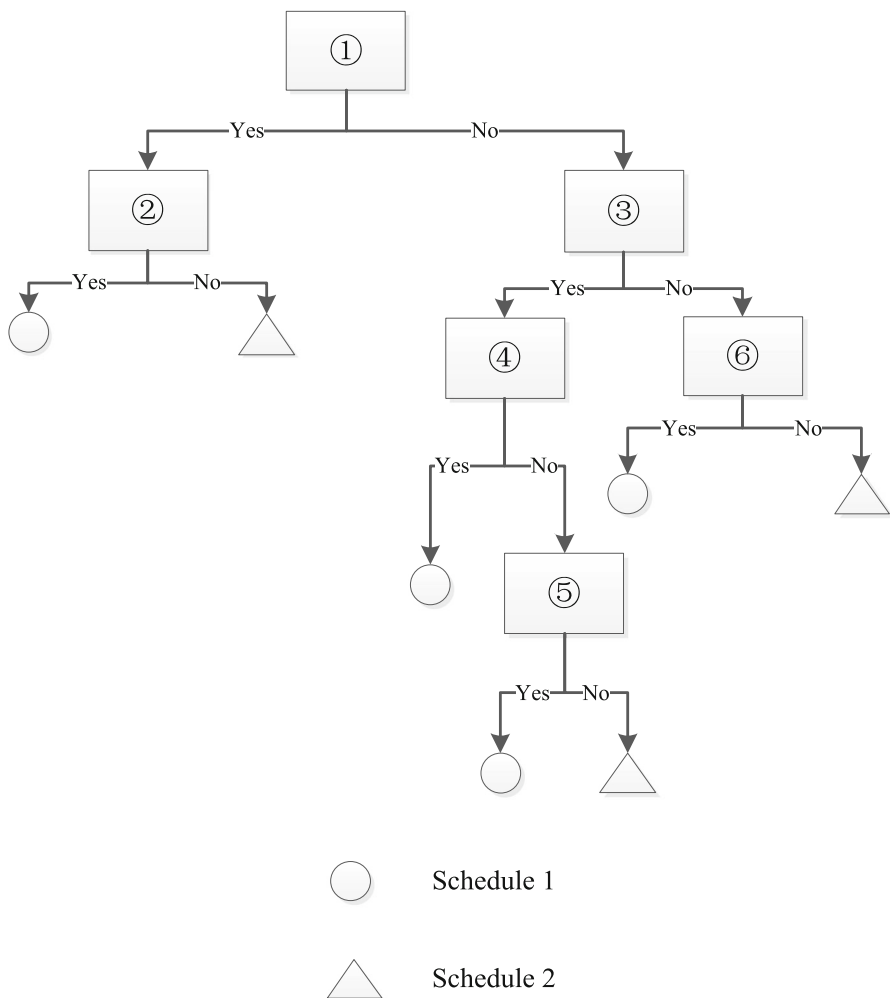 ①
Yes No
② ③
Yes No Yes No
④ ⑥
Yes No
Yes No
⑤
Yes No
Schedule 1
Schedule 2